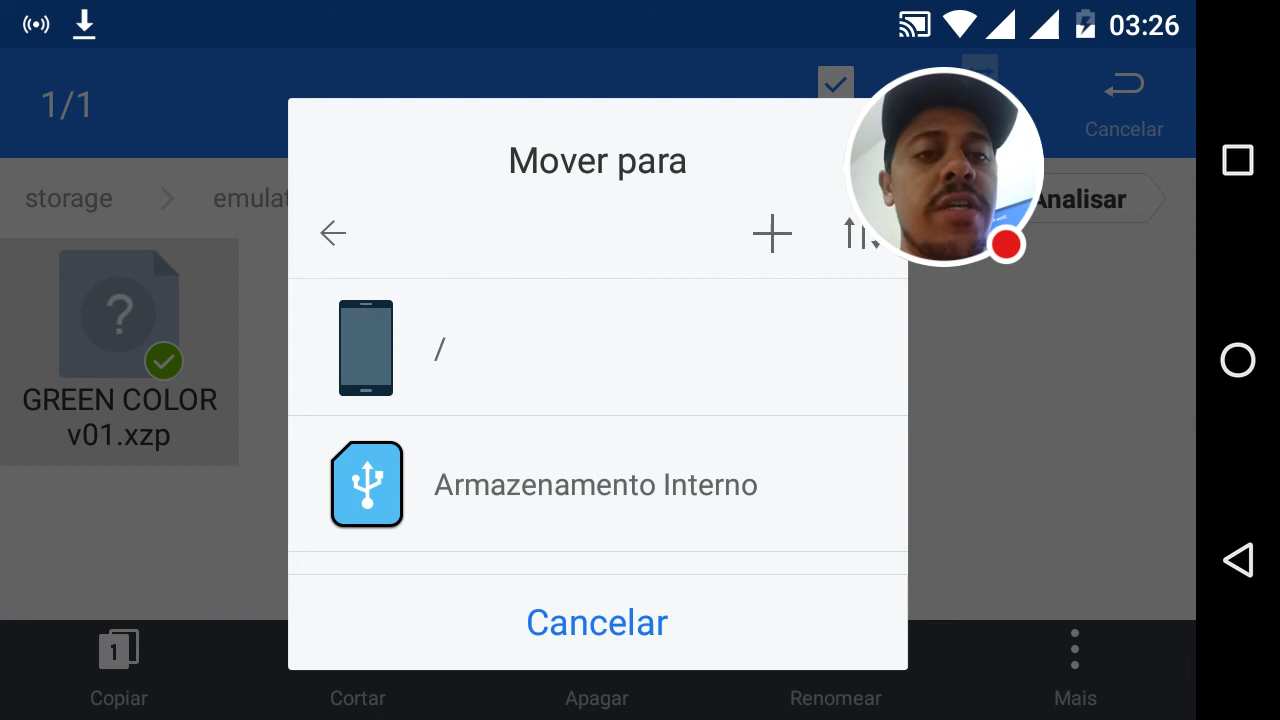 03:26
1/1
Cancelar
storage
emulat
Analisar
Mover para
/
Armazenamento Interno
Cancelar
?
GREEN COLOR
v01.xzp
1
Copiar
Cortar
Apagar
Renomear
Mais